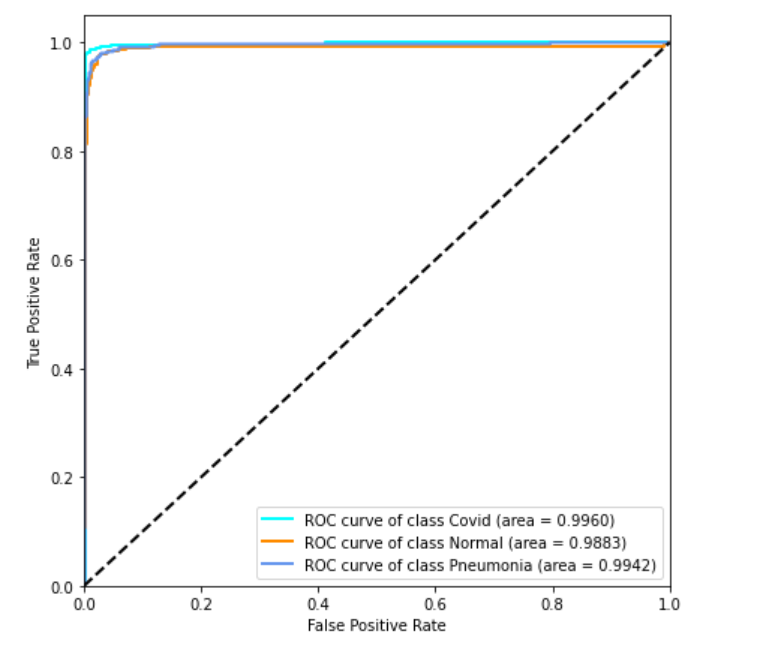 1.0
0.8
0.6
0.4
0.2
0.0
True Positive Rate
ROC curve of class Covid (area = 0.9960)
ROC curve of class Normal (area = 0.9883)
ROC curve of class Pneumonia (area = 0.9942)
0.0 0.2 0.4 0.6 0.8 1.0
False Positive Rate